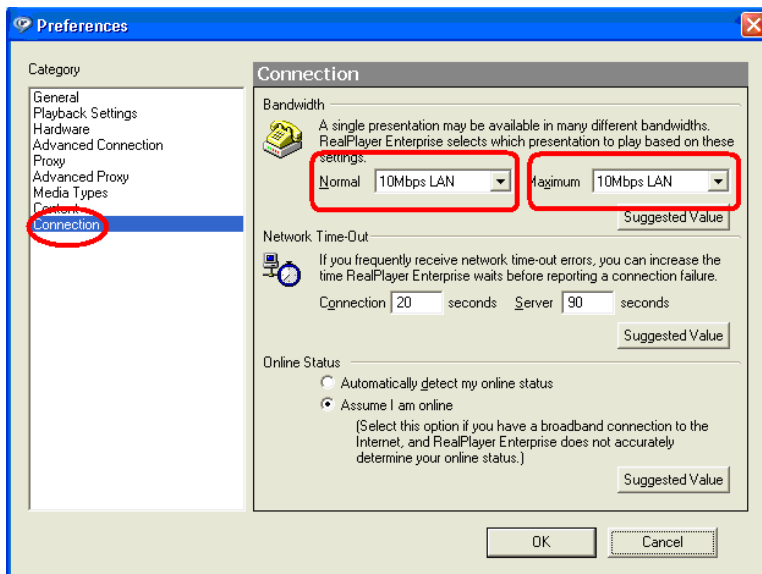 Preferences
Category
General
Playback Settings
Hardware
Advanced Connection
Proxy
Advanced Proxy
Media Types
Content
Connection
Connection
Bandwidth
A single presentation may be available in many different bandwidths.
RealPlayer Enterprise selects which presentation to play based on these
settings.
Normal 10Mbps LAN Maximum 10Mbps LAN
Suggested Value
Network Time-Out
If you frequently receive network time-out errors, you can increase the
time RealPlayer Enterprise waits before reporting a connection failure.
Connection 20 seconds Server 90 seconds
Suggested Value
Online Status
Automatically detect my online status
Assume I am online
(Select this option if you have a broadband connection to the
Internet, and RealPlayer Enterprise does not accurately
determine your online status.)
Suggested Value
OK Cancel